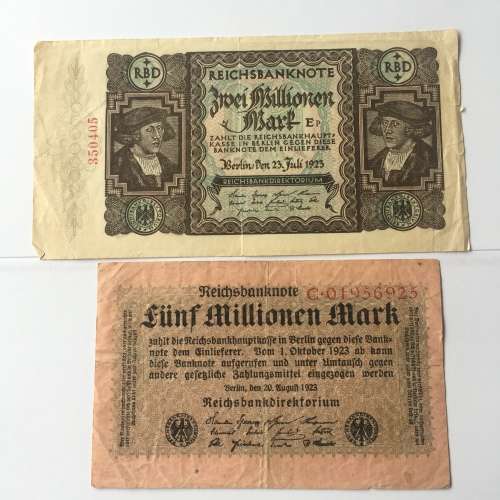 RBD
RBD
REICHSBANKNOTE
Zwei Millionen
Mark
ZAHLT DIE REICHSBANKHAUPT-
KASSE IN BERLIN GEGEN DIESE
BANKNOTE DEM EINLIEFERER
Berlin, den 23. Juli 1923
REICHSBANKDIREKTORIUM
350405
Reichsbanknote
C·01956925
Fünf Millionen Mark
zahlt die Reichsbankhauptkasse in Berlin gegen diese Bank-
note dem Einlieferer. Vom 1. Oktober 1923 ab kann
diese Banknote aufgerufen und unter Umtausch gegen
andere gesetzliche Zahlungsmittel eingezogen werden
Berlin, den 20. August 1923
Reichsbankdirektorium